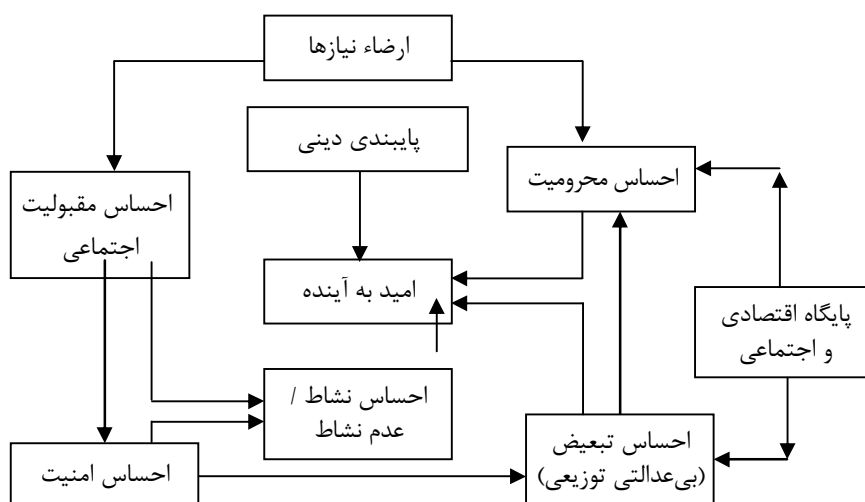 ارضاء نیازها
پایبندی دینی
احساس محرومیت
احساس مقبولیت
اجتماعی
امید به آینده
پایگاه اقتصادی
و اجتماعی
احساس نشاط /
عدم نشاط
احساس تبعیض
(بی‌عدالتی توزیعی)
احساس امنیت